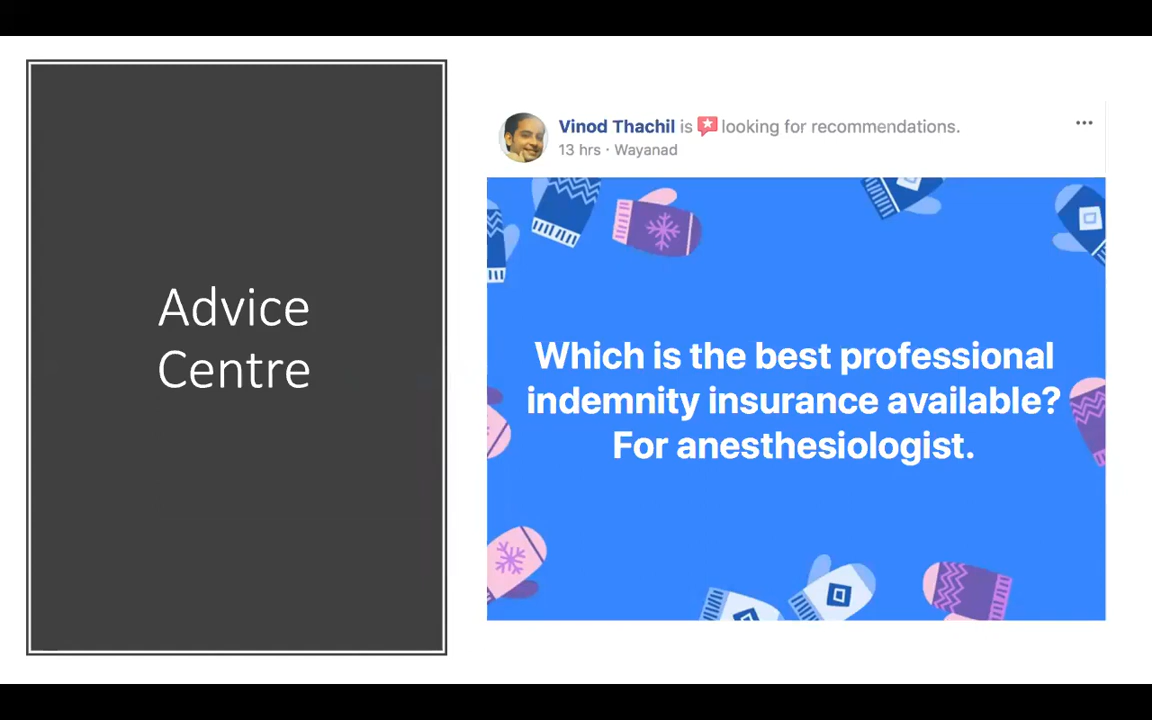 Advice
Centre
Vinod Thachil is looking for recommendations.
13 hrs · Wayanad
Which is the best professional
indemnity insurance available?
For anesthesiologist.